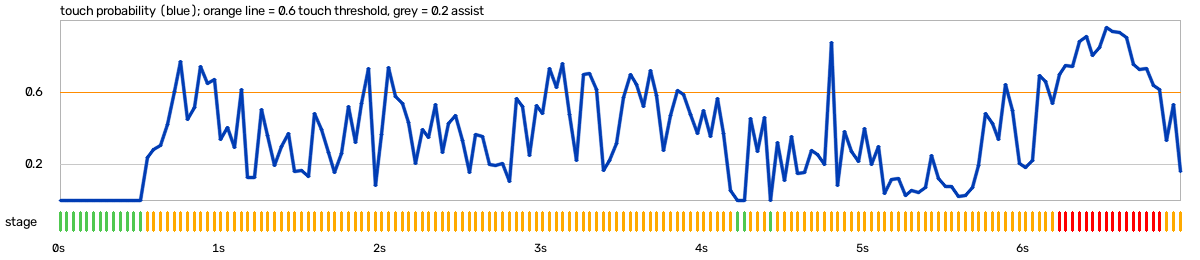 touch probability (blue); orange line = 0.6 touch threshold, grey = 0.2 assist
0.6
0.2
stage
0s 1s 2s 3s 4s 5s 6s